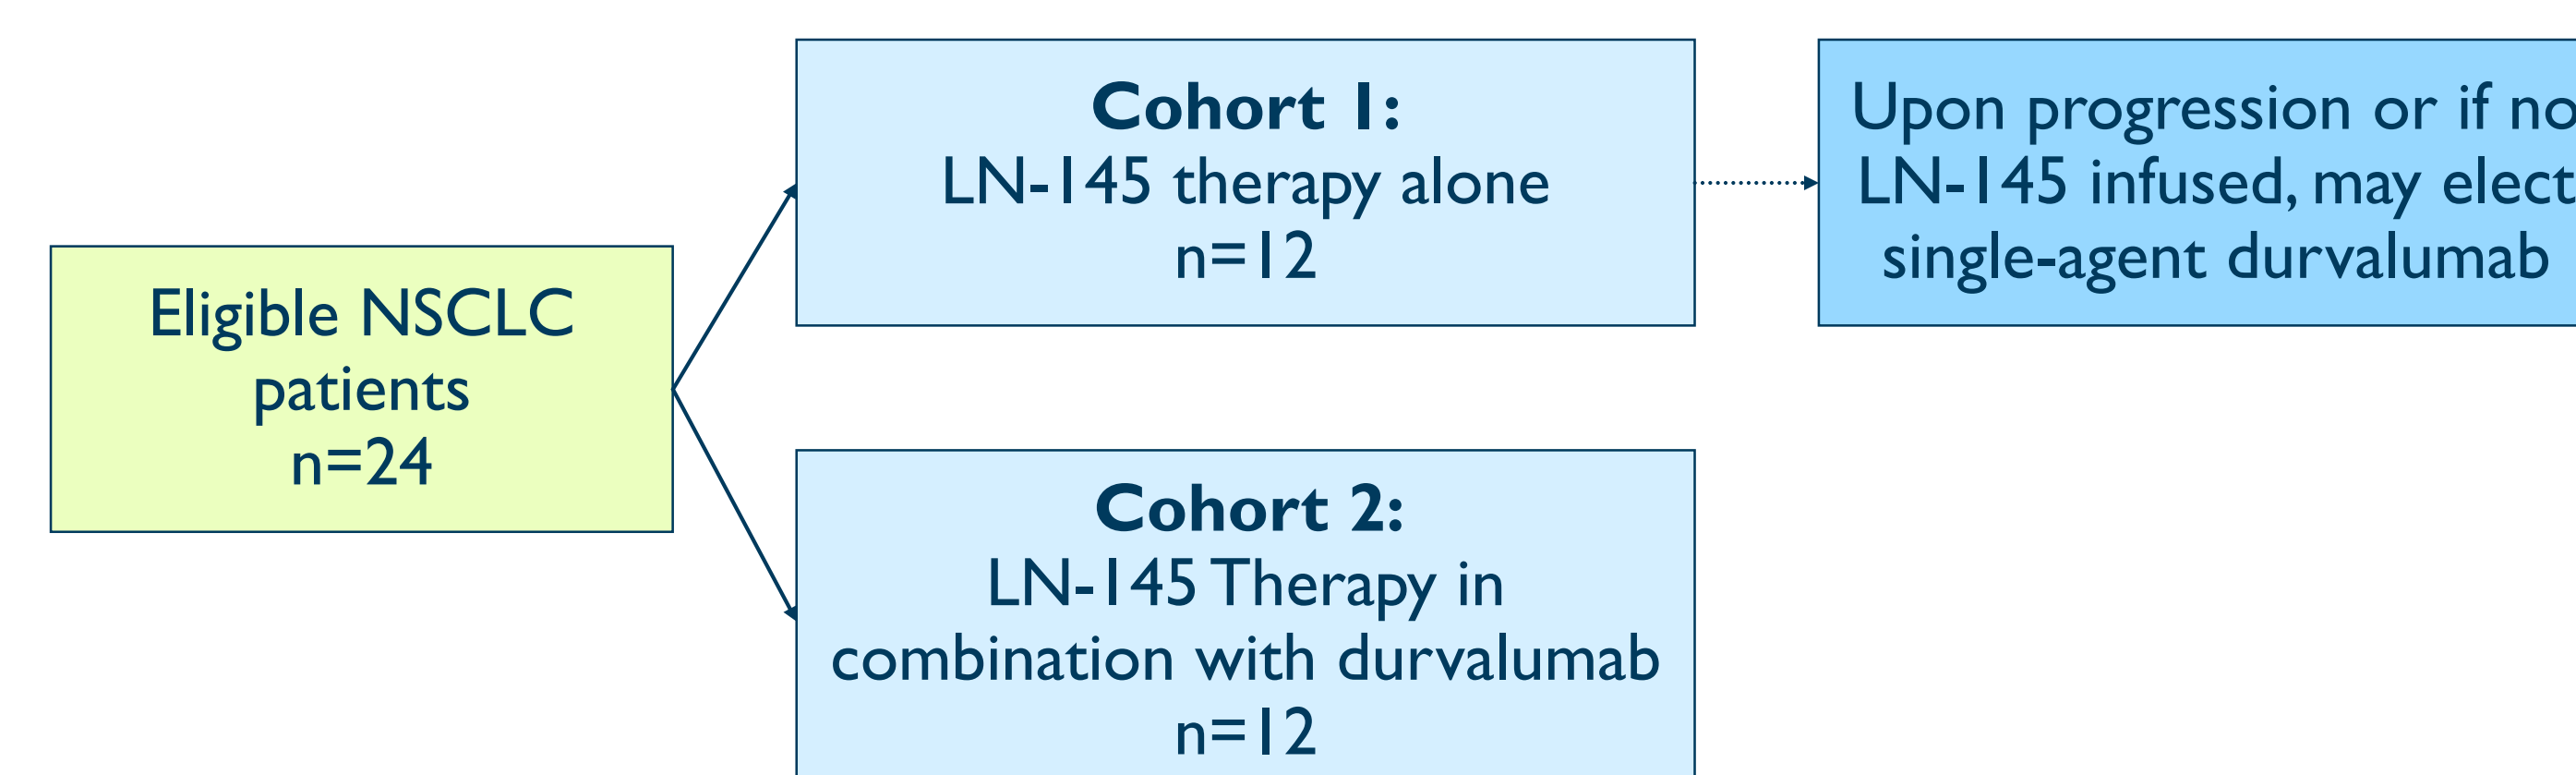 Eligible NSCLC
patients
n=24
Cohort 1:
LN-145 therapy alone
n=12
Upon progression or if no
LN-145 infused, may elect
single-agent durvalumab
Cohort 2:
LN-145 Therapy in
combination with durvalumab
n=12